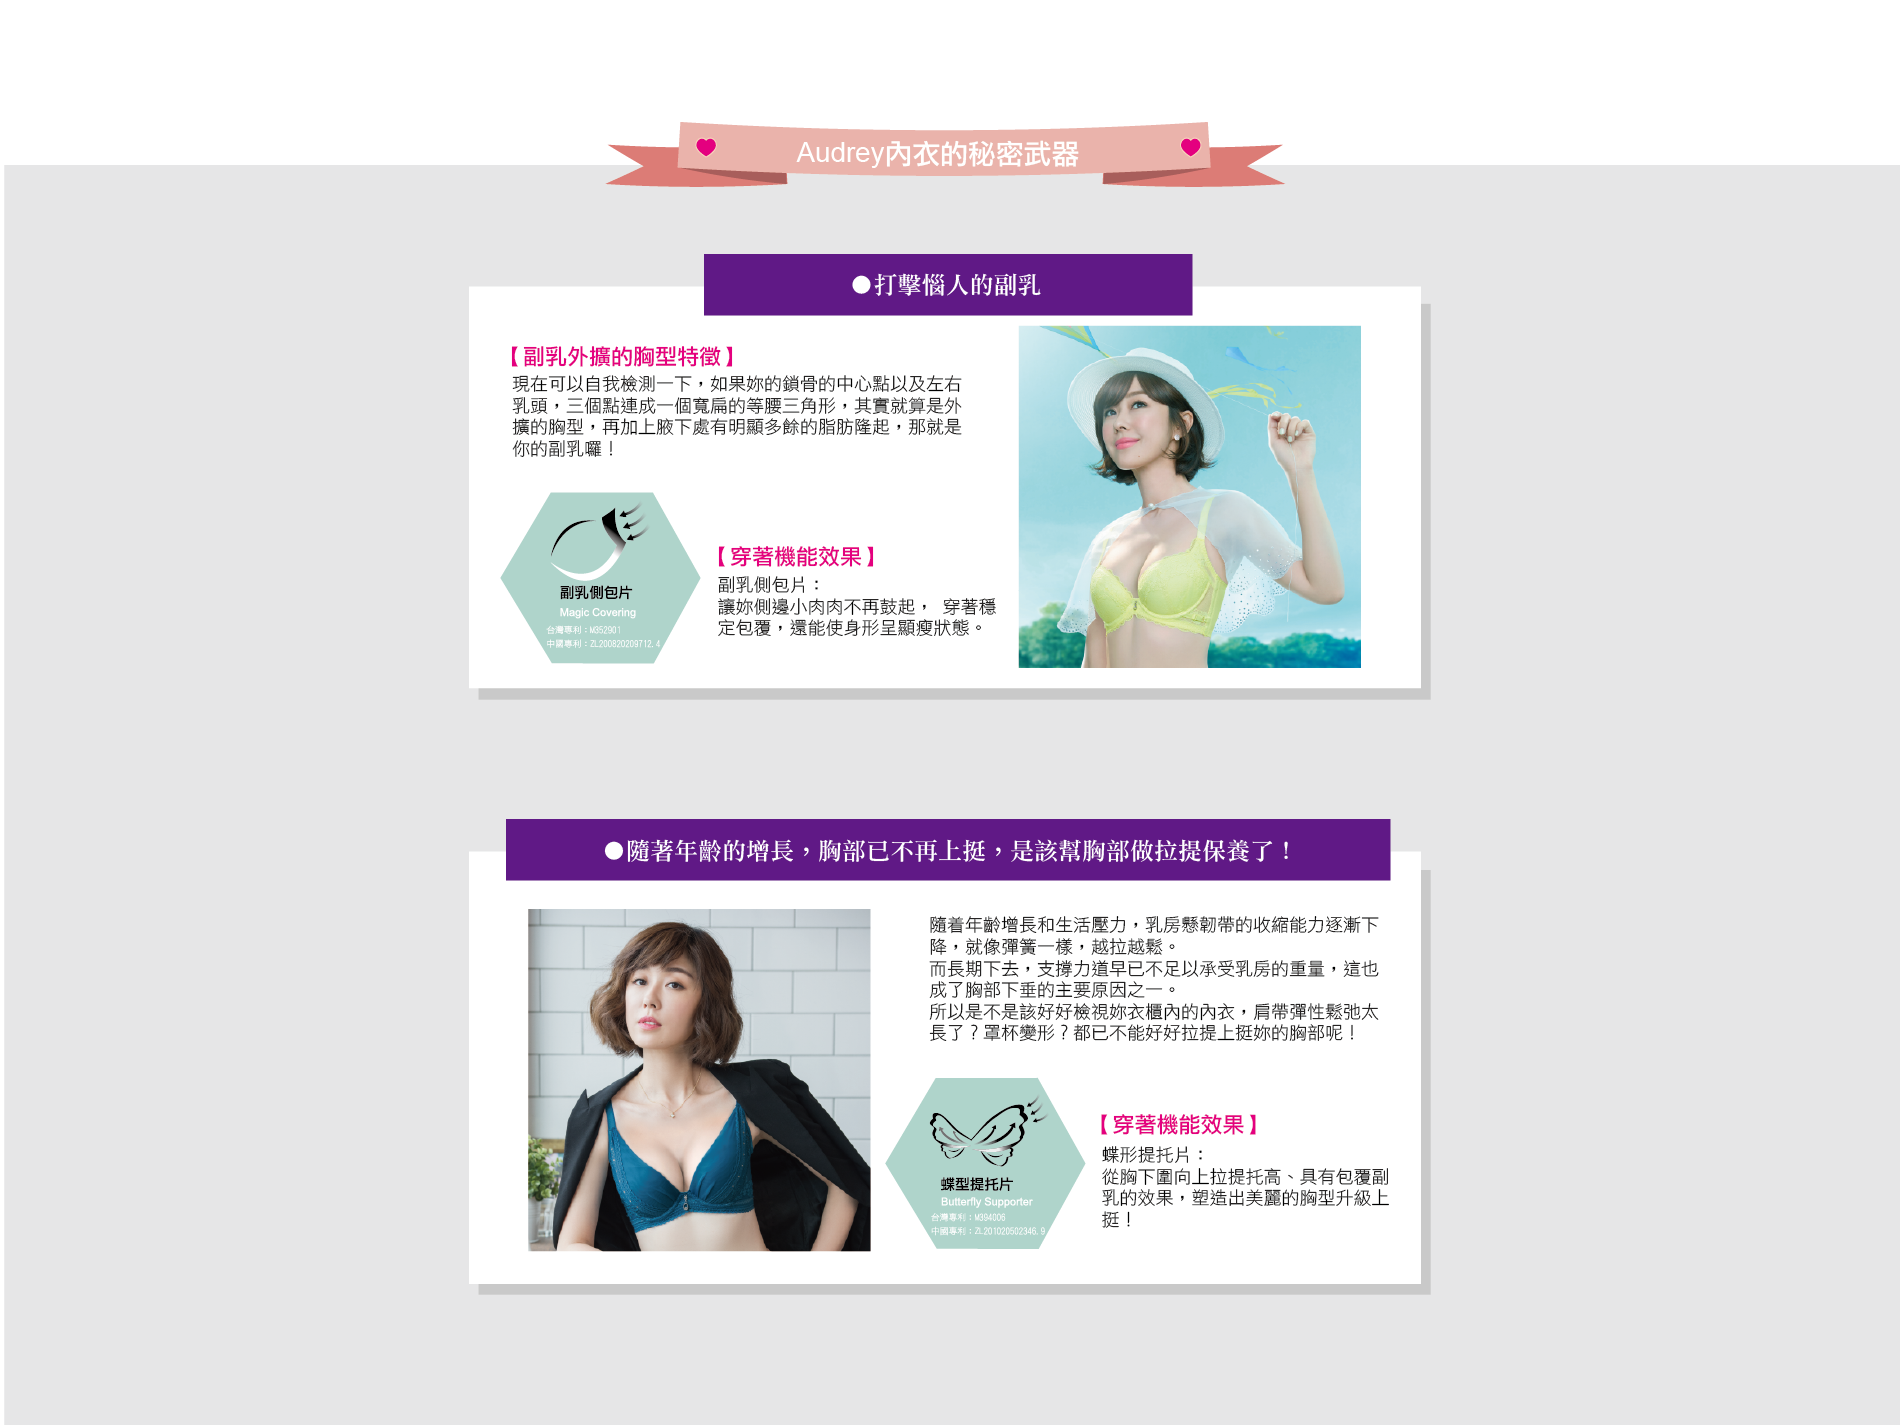 Audrey內衣的秘密武器
●打擊惱人的副乳
【副乳外擴的胸型特徵】
現在可以自我檢測一下，如果妳的鎖骨的中心點以及左右
乳頭，三個點連成一個寬扁的等腰三角形，其實就算是外
擴的胸型，再加上腋下處有明顯多餘的脂肪隆起，那就是
你的副乳囉！
副乳側包片
Magic Covering
台灣專利：M352901
中國專利：ZL200820209712.4
【穿著機能效果】
副乳側包片：
讓妳側邊小肉肉不再鼓起， 穿著穩
定包覆，還能使身形呈顯瘦狀態。
●隨著年齡的增長，胸部已不再上挺，是該幫胸部做拉提保養了！
隨着年齡增長和生活壓力，乳房懸韌帶的收縮能力逐漸下
降，就像彈簧一樣，越拉越鬆。
而長期下去，支撐力道早已不足以承受乳房的重量，這也
成了胸部下垂的主要原因之一。
所以是不是該好好檢視妳衣櫃內的內衣，肩帶彈性鬆弛太
長了？罩杯變形？都已不能好好拉提上挺妳的胸部呢！
蝶型提托片
Butterfly Supporter
台灣專利：M394006
中國專利：ZL201020502346.9
【穿著機能效果】
蝶形提托片：
從胸下圍向上拉提托高、具有包覆副
乳的效果，塑造出美麗的胸型升級上
挺！